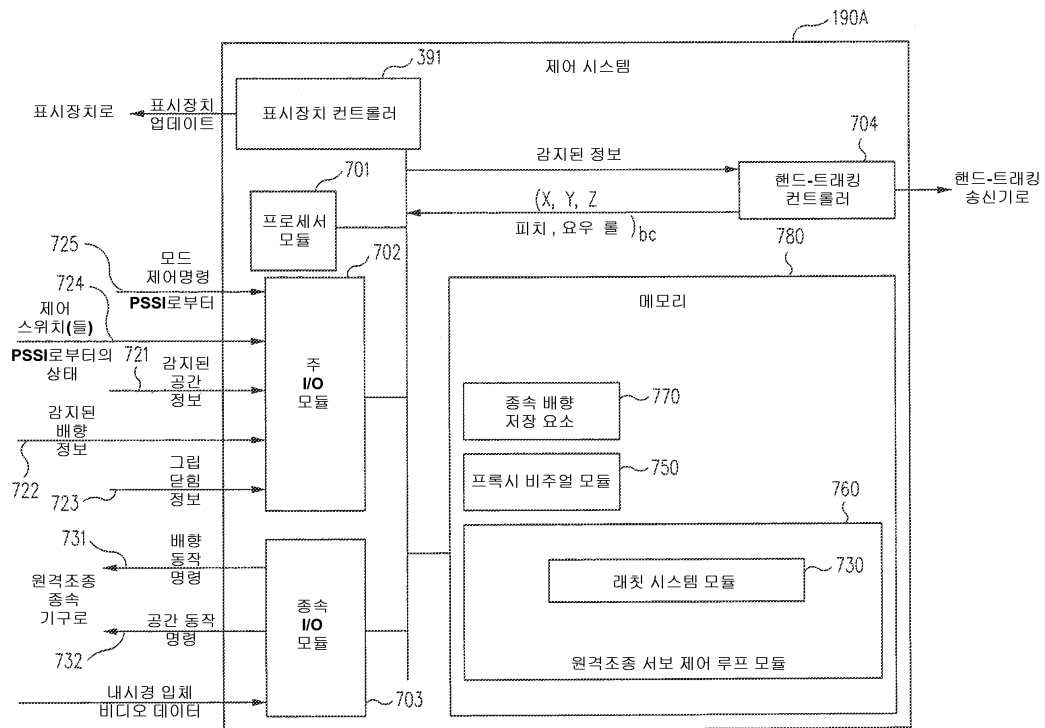 190A
제어 시스템
391
표시장치 컨트롤러
표시장치로
표시장치
업데이트
701
프로세서
모듈
감지된 정보
704
핸드-트래킹
컨트롤러
핸드-트래킹
송신기로
(X, Y, Z
피치, 요우 롤 )bc
725
모드
제어명령
PSSI로부터
724
제어
스위치(들)
PSSI로부터의
상태
702
주
I/O
모듈
721
감지된
공간
정보
감지된
배향
정보
722
그립
닫힘
정보
723
780
메모리
종속 배향
저장 요소
770
프록시 비주얼 모듈
750
760
래칫 시스템 모듈
730
원격조종 서보 제어 루프 모듈
731
배향
동작
명령
원격조종
종속
기구로
공간 동작
명령
732
종속
I/O
모듈
703
내시경 입체
비디오 데이터